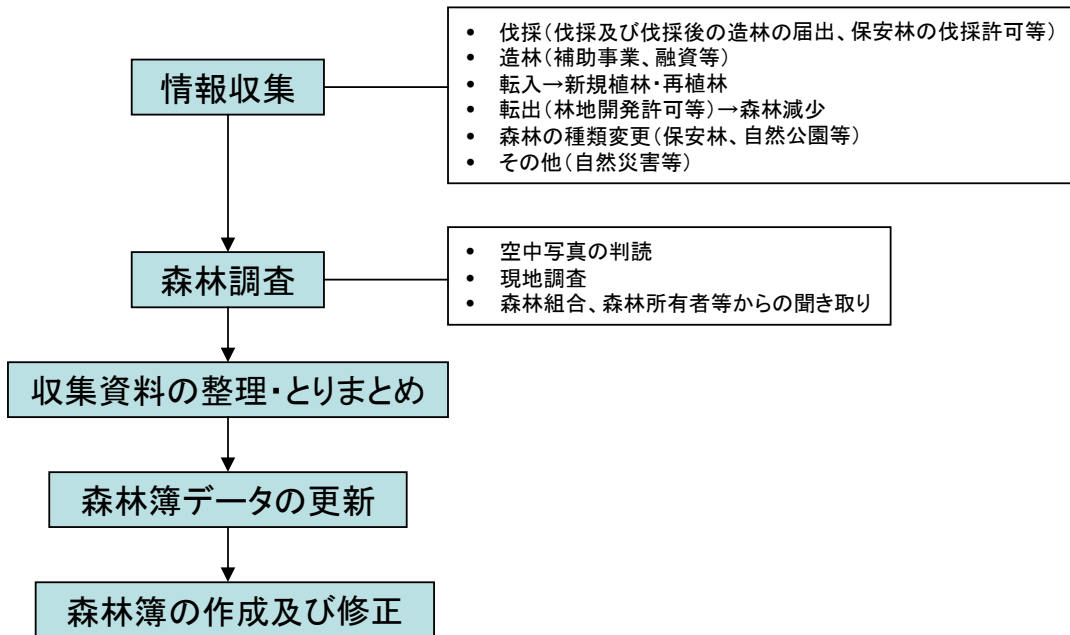 情報収集
• 伐採（伐採及び伐採後の造林の届出、保安林の伐採許可等）
• 造林（補助事業、融資等）
• 転入→新規植林・再植林
• 転出（林地開発許可等）→森林減少
• 森林の種類変更（保安林、自然公園等）
• その他（自然災害等）
森林調査
• 空中写真の判読
• 現地調査
• 森林組合、森林所有者等からの聞き取り
収集資料の整理・とりまとめ
森林簿データの更新
森林簿の作成及び修正